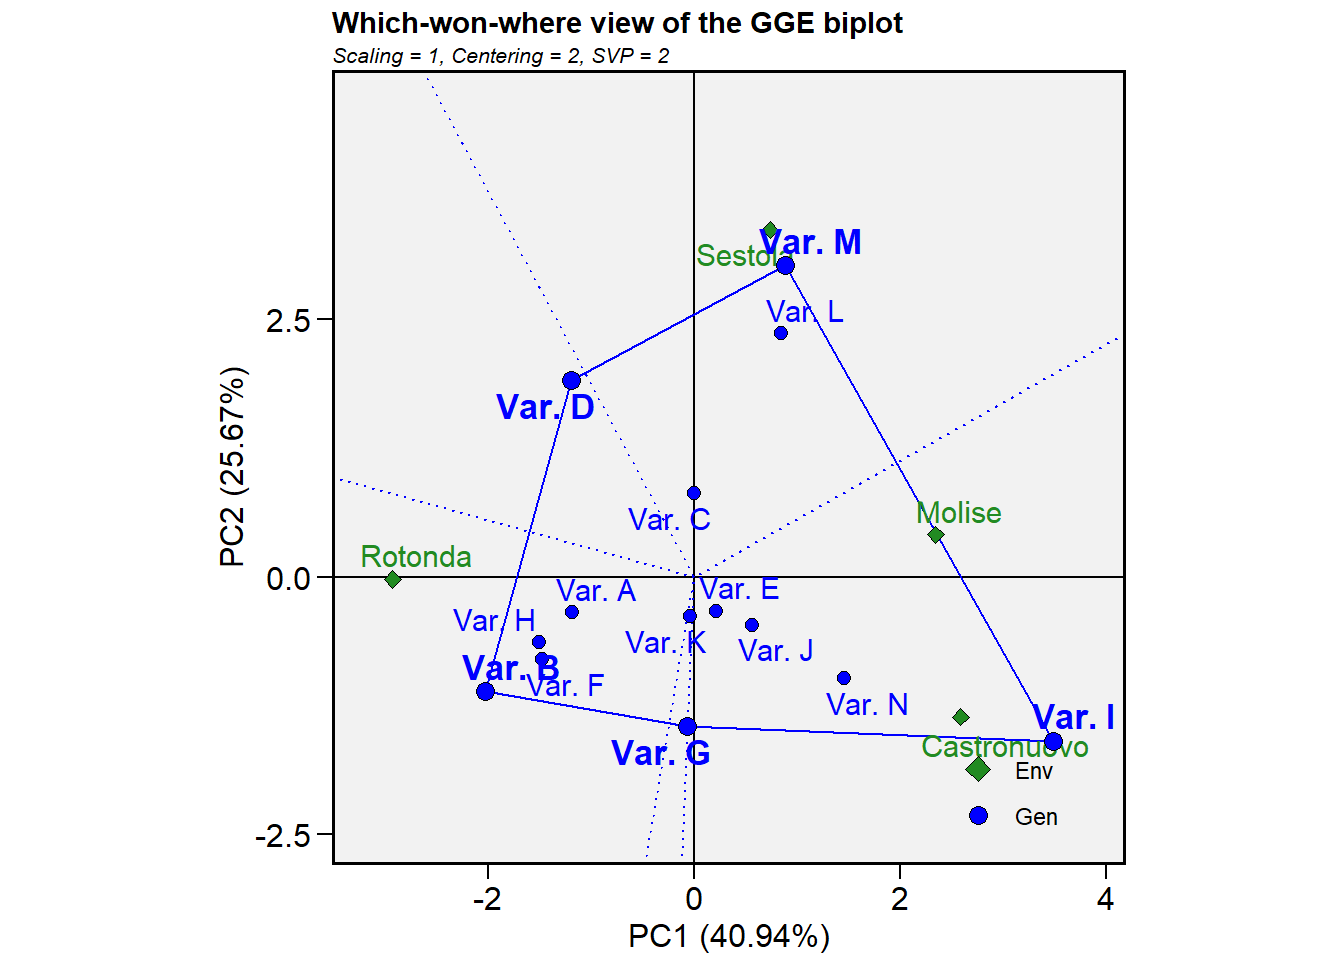 Which-won-where view of the GGE biplot
Scaling = 1, Centering = 2, SVP = 2
Var. M
Sestola
Var. L
2.5
Var. D
Molise
Var. C
PC2 (25.67%)
Rotonda
0.0
Var. A
Var. E
Var. H
Var. K
Var. J
Var. B
Var. F
Var. N
Var. I
Var. G
Castronuovo
Env
Gen
-2.5
-2
0
2
4
PC1 (40.94%)